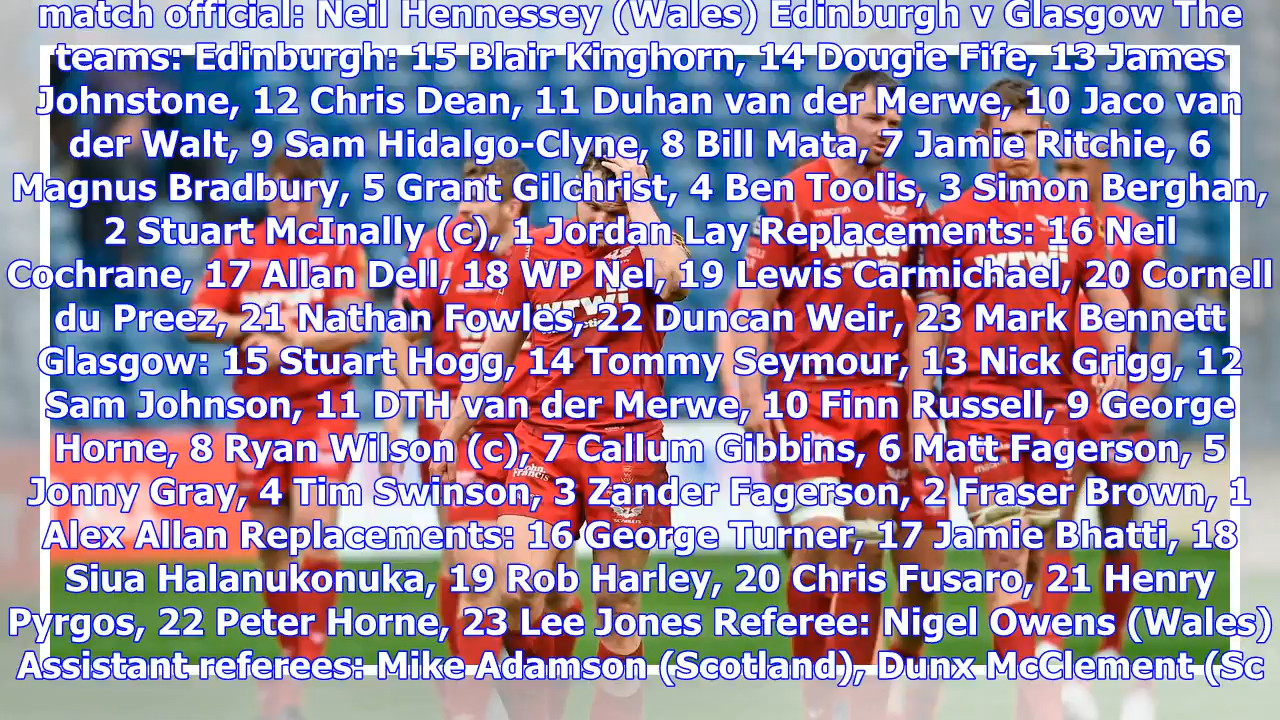 match official: Neil Hennessey (Wales) Edinburgh v Glasgow The
teams: Edinburgh: 15 Blair Kinghorn, 14 Dougie Fife, 13 James
Johnstone, 12 Chris Dean, 11 Duhan van der Merwe, 10 Jaco van
der Walt, 9 Sam Hidalgo-Clyne, 8 Bill Mata, 7 Jamie Ritchie, 6
Magnus Bradbury, 5 Grant Gilchrist, 4 Ben Toolis, 3 Simon Berghan,
2 Stuart McInally (c), 1 Jordan Lay Replacements: 16 Neil
Cochrane, 17 Allan Dell, 18 WP Nel, 19 Lewis Carmichael, 20 Cornell
du Preez, 21 Nathan Fowles, 22 Duncan Weir, 23 Mark Bennett
Glasgow: 15 Stuart Hogg, 14 Tommy Seymour, 13 Nick Grigg, 12
Sam Johnson, 11 DTH van der Merwe, 10 Finn Russell, 9 George
Horne, 8 Ryan Wilson (c), 7 Callum Gibbins, 6 Matt Fagerson, 5
Jonny Gray, 4 Tim Swinson, 3 Zander Fagerson, 2 Fraser Brown, 1
Alex Allan Replacements: 16 George Turner, 17 Jamie Bhatti, 18
Siua Halanukonuka, 19 Rob Harley, 20 Chris Fusaro, 21 Henry
Pyrgos, 22 Peter Horne, 23 Lee Jones Referee: Nigel Owens (Wales)
Assistant referees: Mike Adamson (Scotland), Dunx McClement (Sc
John
Francis
SCARLETS